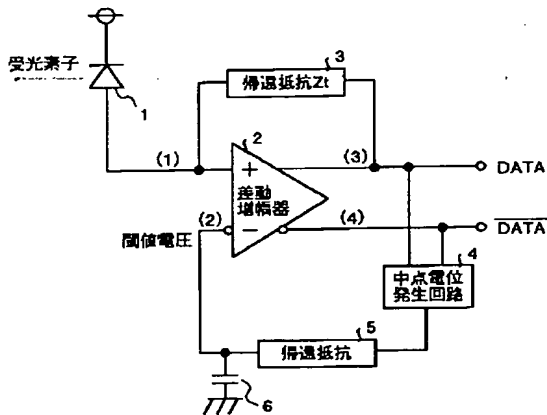 受光素子
1
3
帰還抵抗Zt
(1)
2
+
差動
増幅器
(3)
DATA
(2)
閾値電圧
−
(4)
DATA
4
中点電位
発生回路
5
帰還抵抗
6